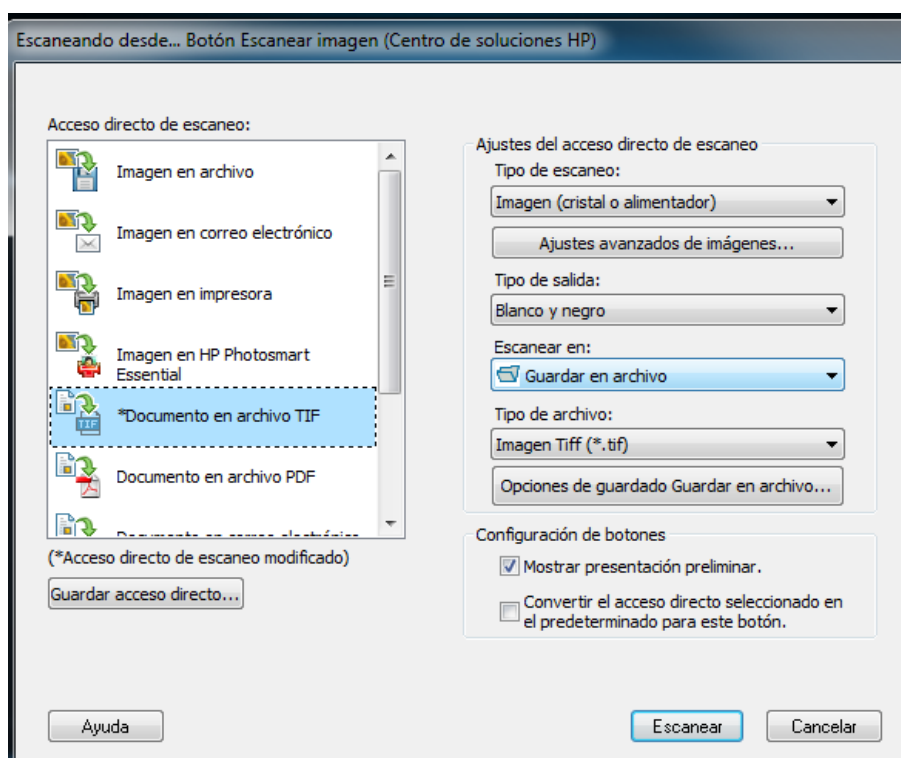 Escaneando desde... Botón Escanear imagen (Centro de soluciones HP)
Acceso directo de escaneo:
Imagen en archivo
Imagen en correo electrónico
Imagen en impresora
Imagen en HP Photosmart
Essential
*Documento en archivo TIF
Documento en archivo PDF
Documento en correo electrónico
(*Acceso directo de escaneo modificado)
Guardar acceso directo...
Ajustes del acceso directo de escaneo
Tipo de escaneo:
Imagen (cristal o alimentador)
Ajustes avanzados de imágenes...
Tipo de salida:
Blanco y negro
Escanear en:
Guardar en archivo
Tipo de archivo:
Imagen Tiff (*.tif)
Opciones de guardado Guardar en archivo...
Configuración de botones
Mostrar presentación preliminar.
Convertir el acceso directo seleccionado en
el predeterminado para este botón.
Ayuda
Escanear
Cancelar